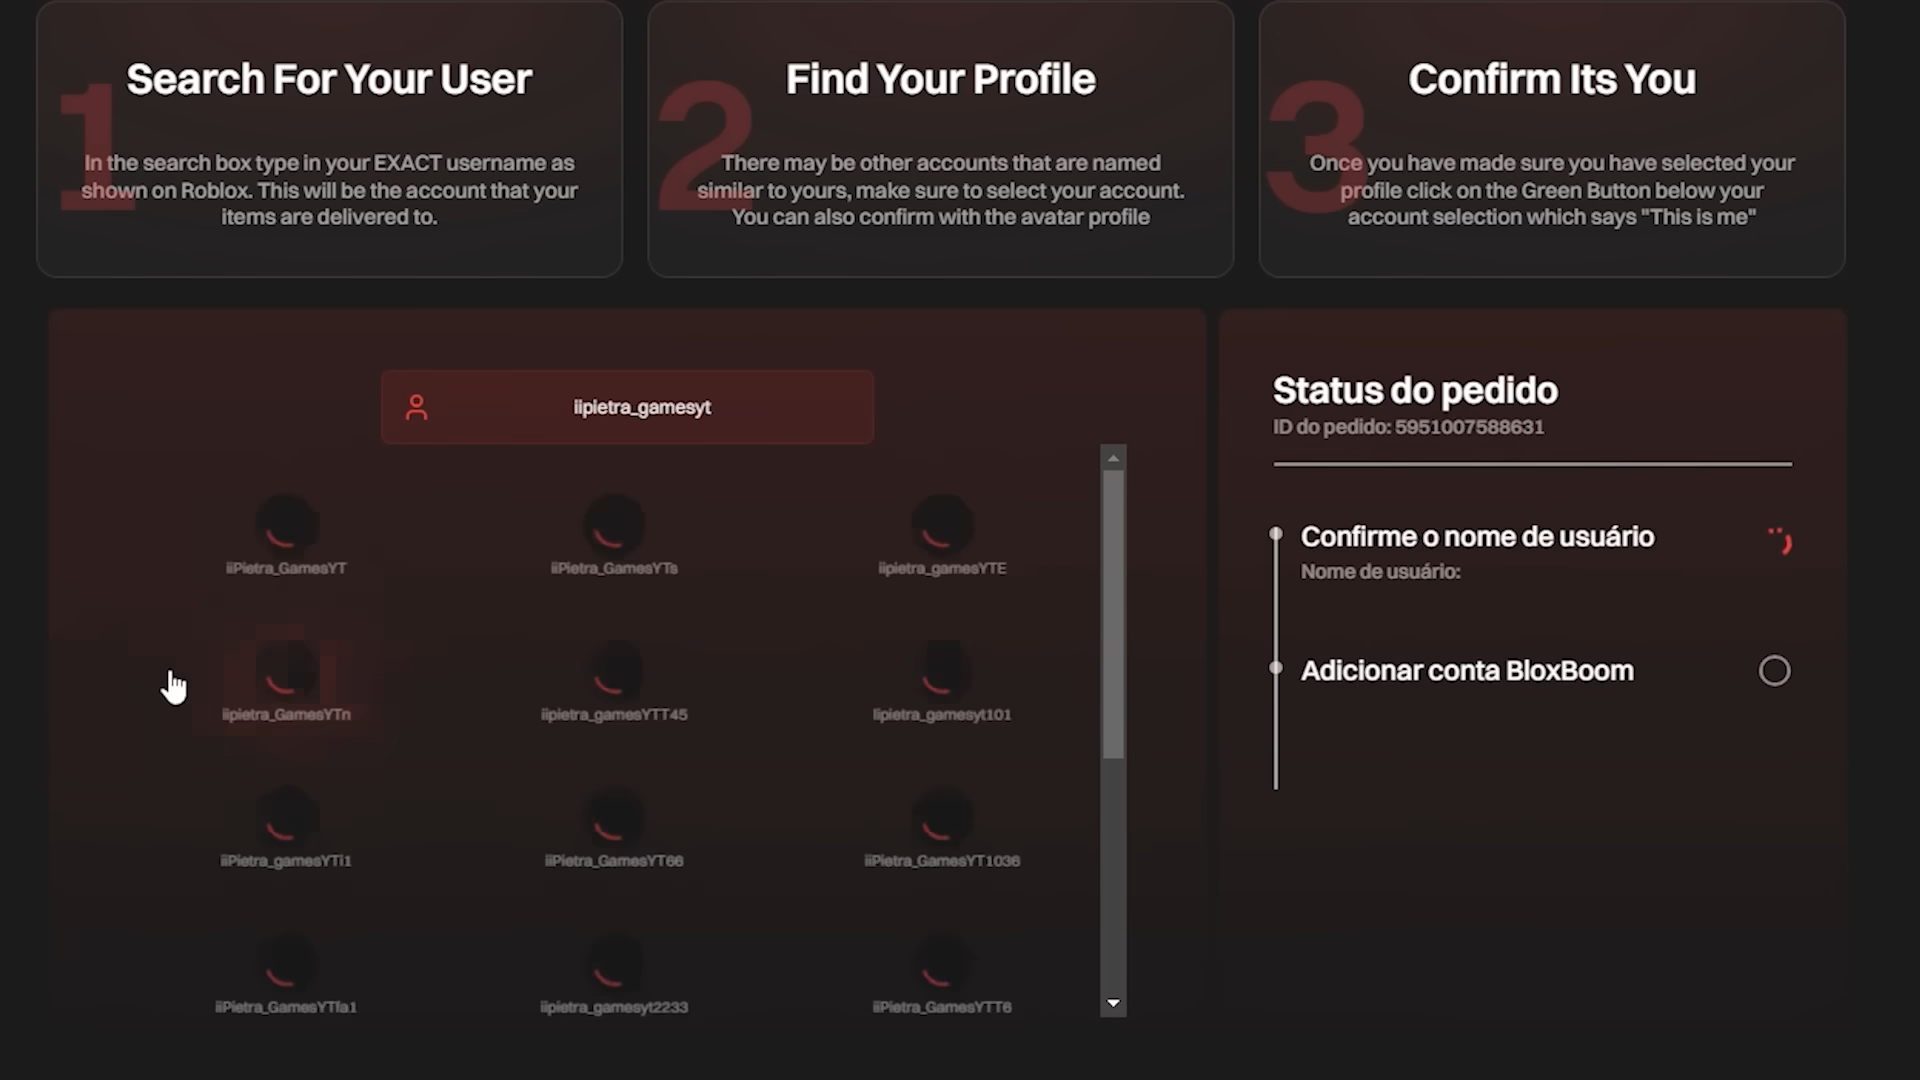 1
Search For Your User
In the search box type in your EXACT username as
shown on Roblox. This will be the account that your
items are delivered to.
2
Find Your Profile
There may be other accounts that are named
similar to yours, make sure to select your account.
You can also confirm with the avatar profile
3
Confirm Its You
Once you have made sure you have selected your
profile click on the Green Button below your
account selection which says "This is me"
iipietra_gamesyt
iiPietra_GamesYT
iiPietra_GamesYTs
iipietra_gamesYTE
iipietra_GamesYTn
iipietra_gamesYTT45
Iipietra_gamesyt101
iiPietra_gamesYTi1
iiPietra_GamesYT66
iiPietra_GamesYT1036
iiPietra_GamesYTfa1
iipietra_gamesyt2233
iiPietra_GamesYTT6
Status do pedido
ID do pedido: 5951007588631
Confirme o nome de usuário
Nome de usuário:
Adicionar conta BloxBoom